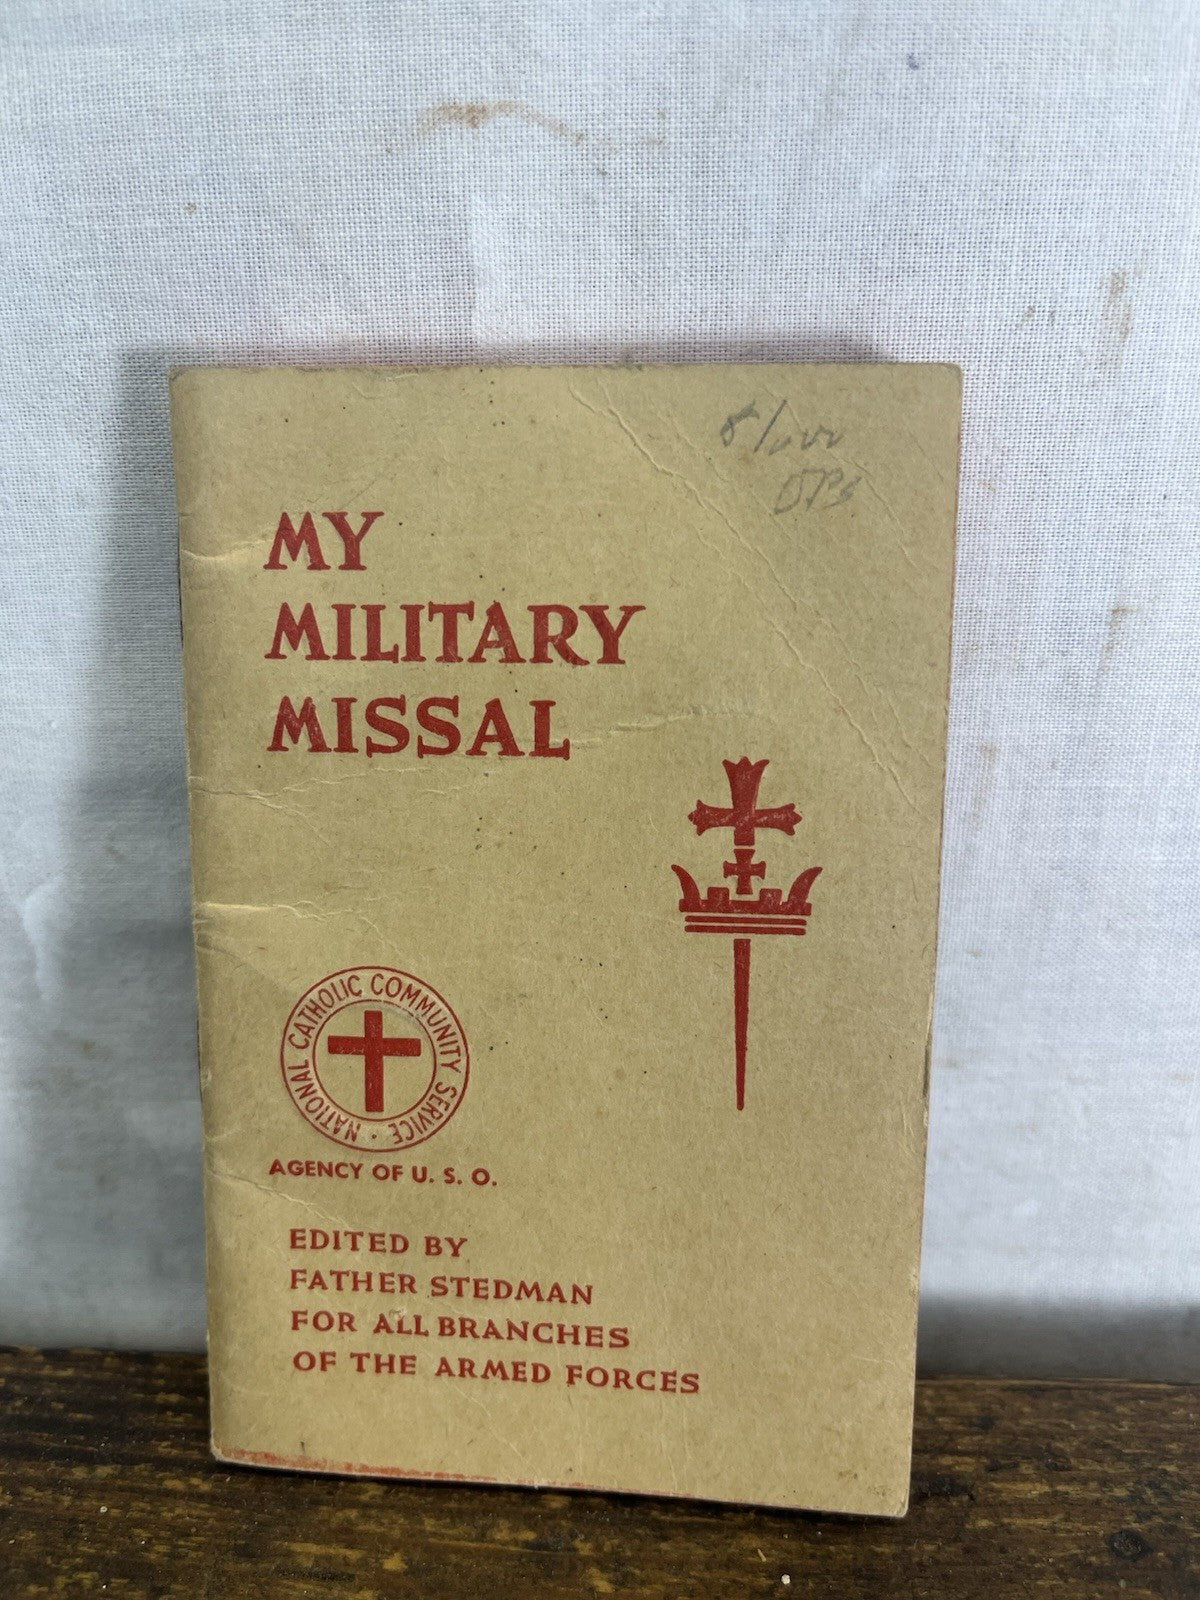 MY
MILITARY
MISSAL
NATIONAL CATHOLIC COMMUNITY SERVICE •
AGENCY OF U. S. O.
EDITED BY
FATHER STEDMAN
FOR ALL BRANCHES
OF THE ARMED FORCES